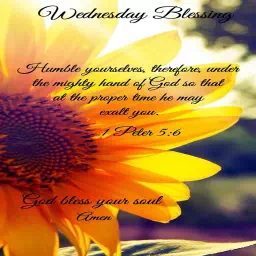 Wednesday Blessing
Humble yourselves, therefore, under
the mighty hand of God so that
at the proper time he may
exalt you.
1 Peter 5:6
God bless your soul
Amen